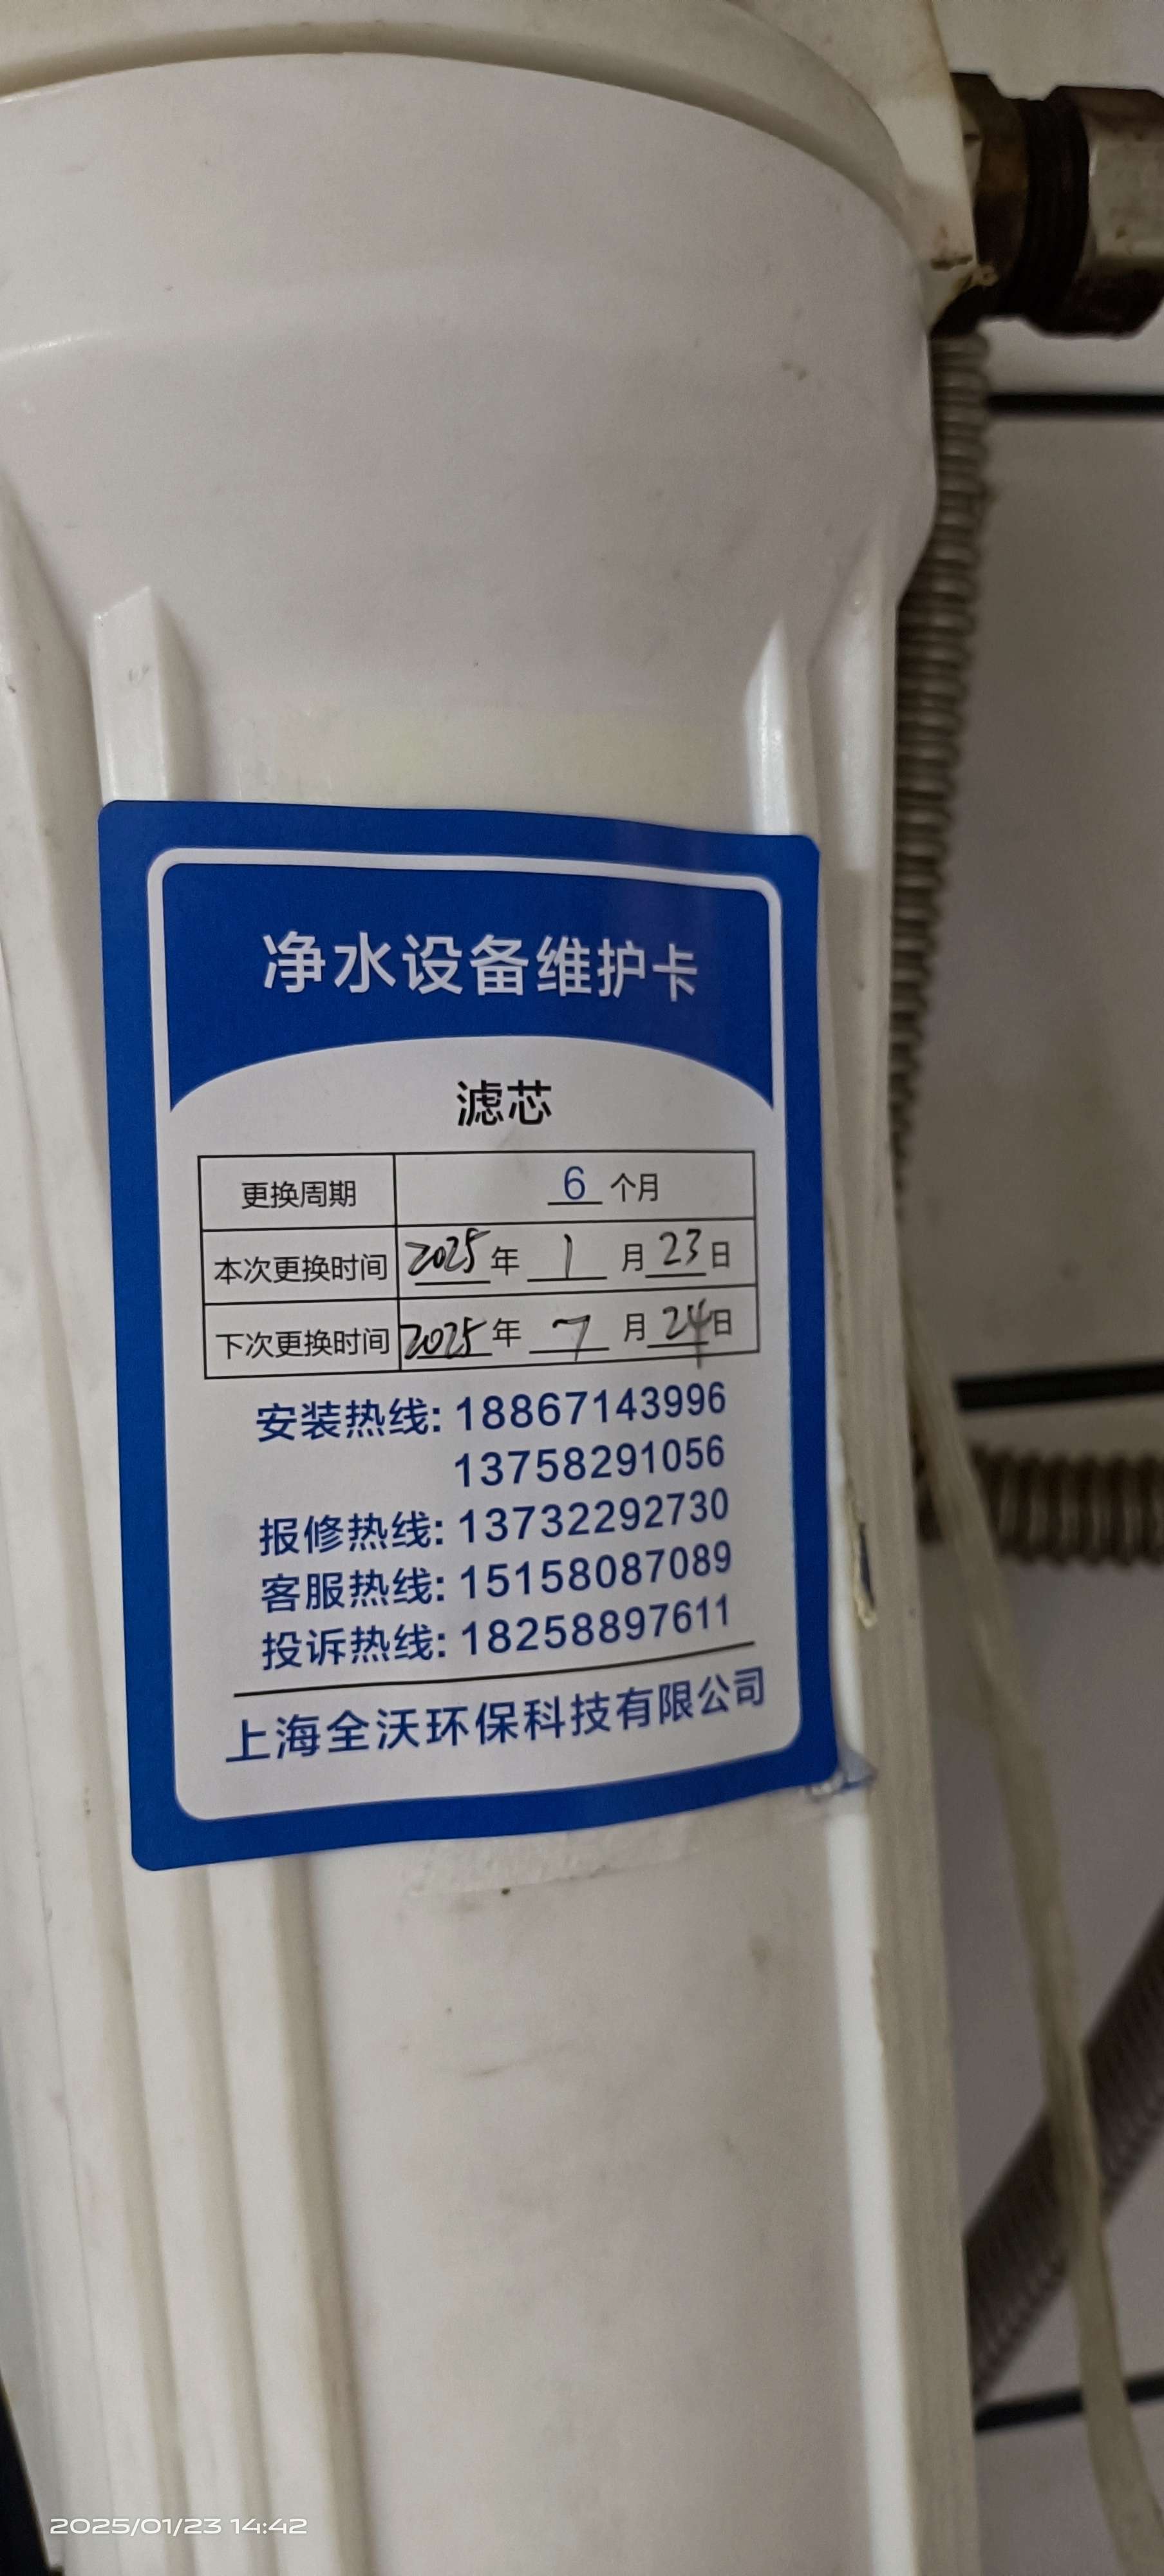 净水设备维护卡
滤芯
更换周期 6 个月
本次更换时间 2025 年 1 月 23 日
下次更换时间 2025 年 7 月 24 日
安装热线: 18867143996
13758291056
报修热线: 13732292730
客服热线: 15158087089
投诉热线: 18258897611
上海全沃环保科技有限公司
2025/01/23 14:42